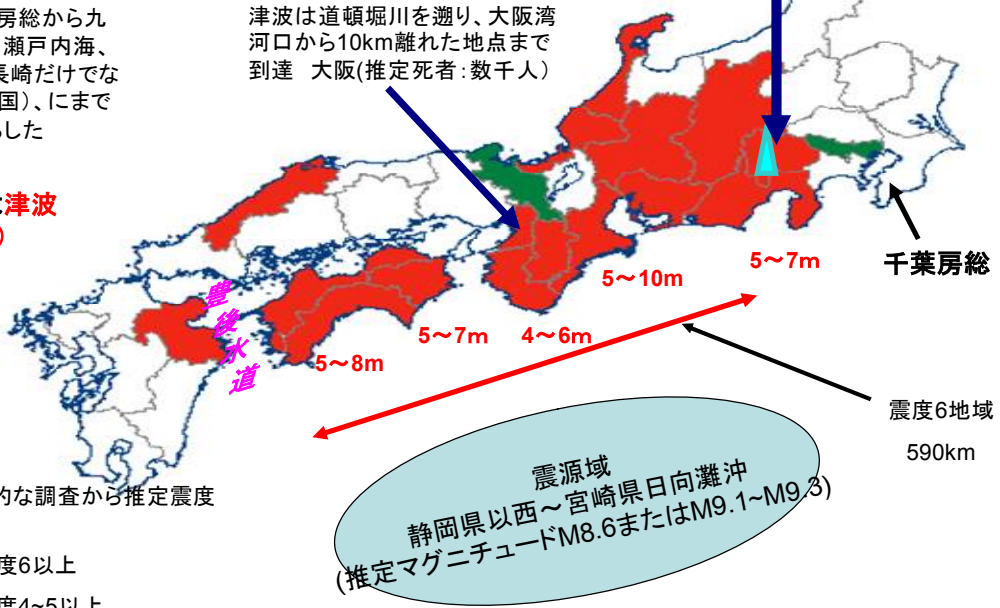 房総から九
瀬戸内海、
長崎だけでな
国)、にまで
した
津波は道頓堀川を遡り、大阪湾
河口から10km離れた地点まで
到達 大阪(推定死者:数千人)
津波
)
千葉房総
5～7m
5～10m
4～6m
5～7m
5～8m
豊後水道
震度6地域
590km
震源域
静岡県以西～宮崎県日向灘沖
(推定マグニチュードM8.6またはM9.1~M9.3)
的な調査から推定震度
度6以上
度4~5以上